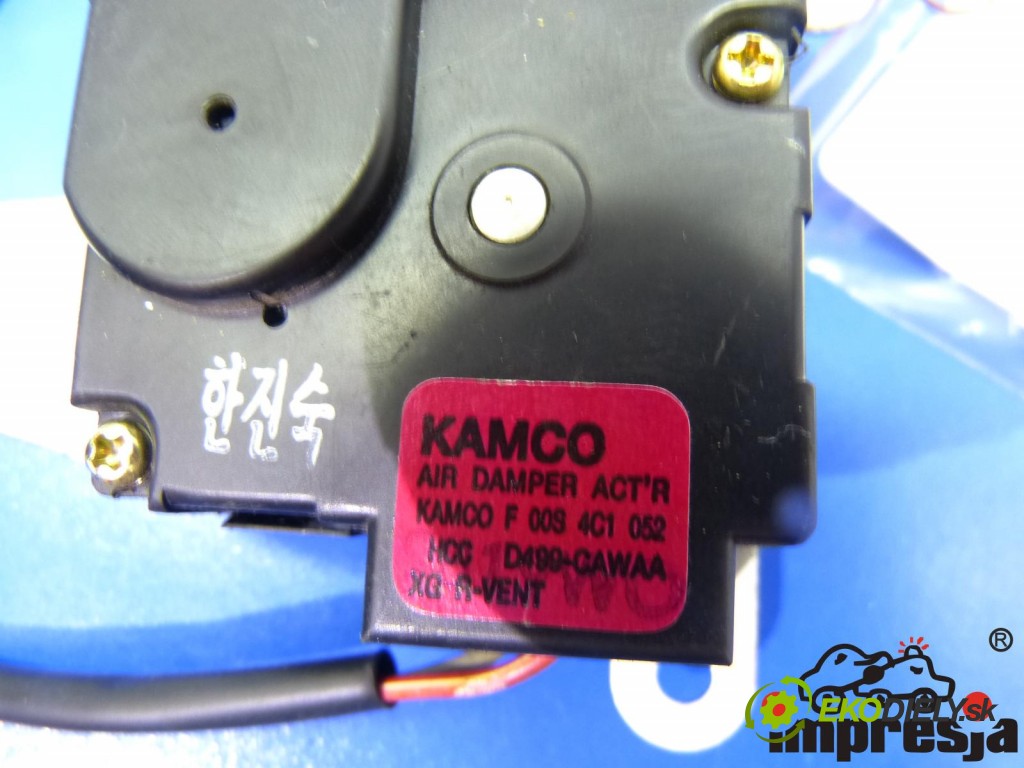 한진숙
KAMCO
AIR DAMPER ACT'R
KAMCO F 00S 4C1 052
HCC D499-CAWAA
XG R-VENT
®
EKODIELY.sk
impresja